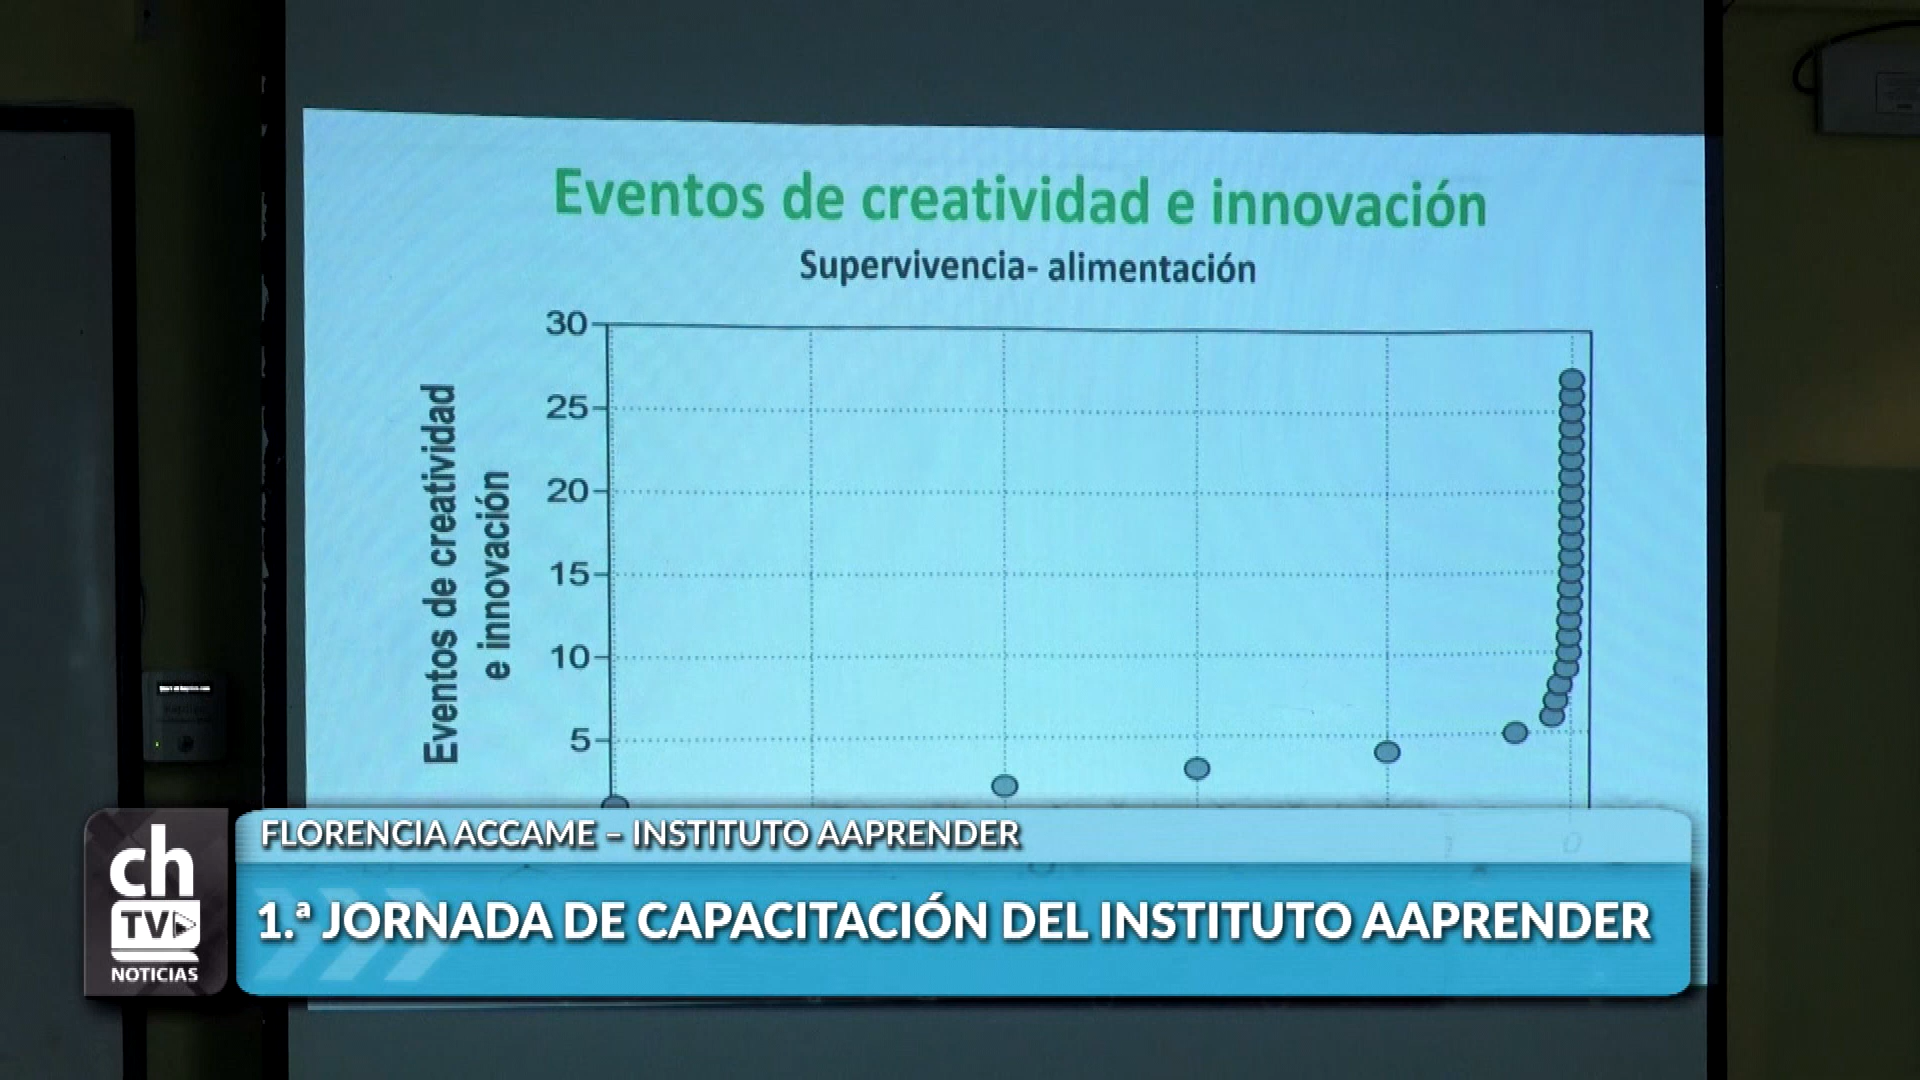 Eventos de creatividad e innovación
Supervivencia- alimentación
30
25
20
15
10
5
Eventos de creatividad
e innovación
0
FLORENCIA ACCAME – INSTITUTO AAPRENDER
1.ª JORNADA DE CAPACITACIÓN DEL INSTITUTO AAPRENDER
ch
TV
NOTICIAS